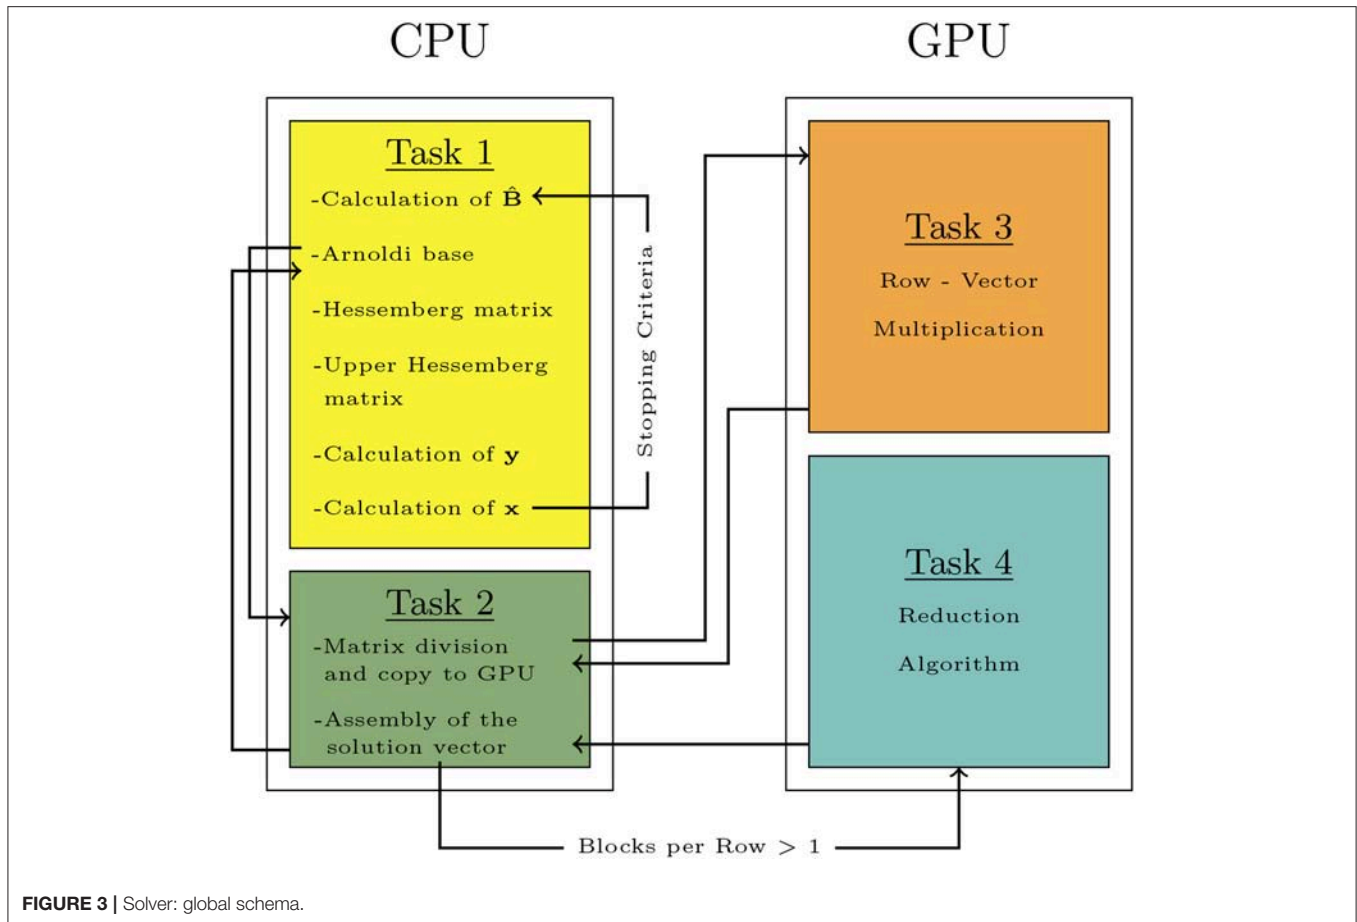 CPU
GPU
Task 1
-Calculation of B̂
-Arnoldi base
-Hessemberg matrix
-Upper Hessemberg
matrix
-Calculation of y
-Calculation of x
Stopping Criteria
Task 2
-Matrix division
and copy to GPU
-Assembly of the
solution vector
Task 3
Row - Vector
Multiplication
Task 4
Reduction
Algorithm
Blocks per Row > 1
FIGURE 3 | Solver: global schema.